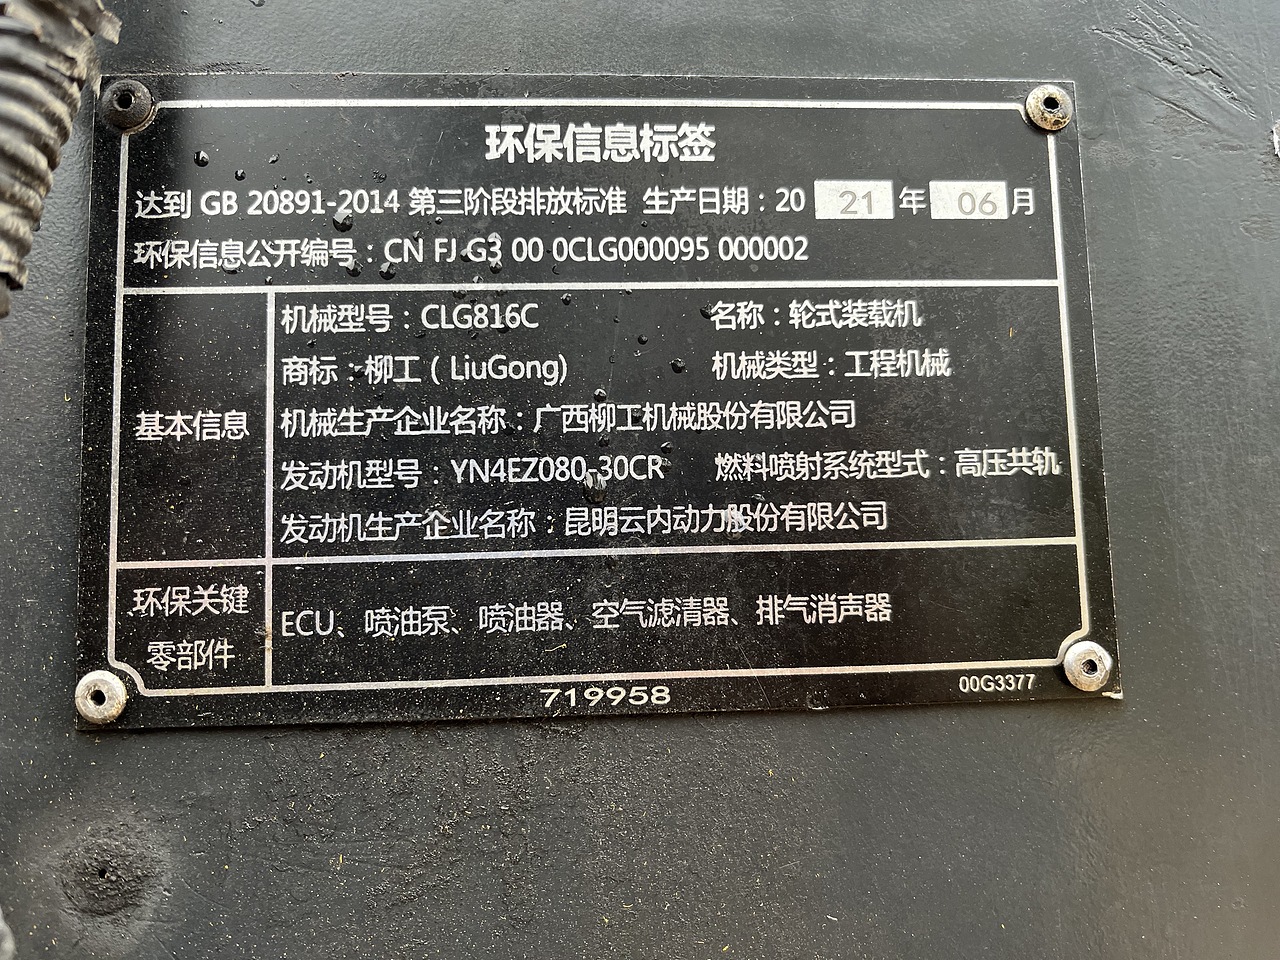 环保信息标签
达到 GB 20891-2014 第三阶段排放标准 生产日期：20 21 年 06 月
环保信息公开编号：CN FJ G3 00 0CLG000095 000002
基本信息
机械型号：CLG816C 名称：轮式装载机
商标：柳工（LiuGong) 机械类型：工程机械
机械生产企业名称：广西柳工机械股份有限公司
发动机型号：YN4EZ080-30CR 燃料喷射系统型式：高压共轨
发动机生产企业名称：昆明云内动力股份有限公司
环保关键
零部件
ECU、喷油泵、喷油器、空气滤清器、排气消声器
719958
00G3377